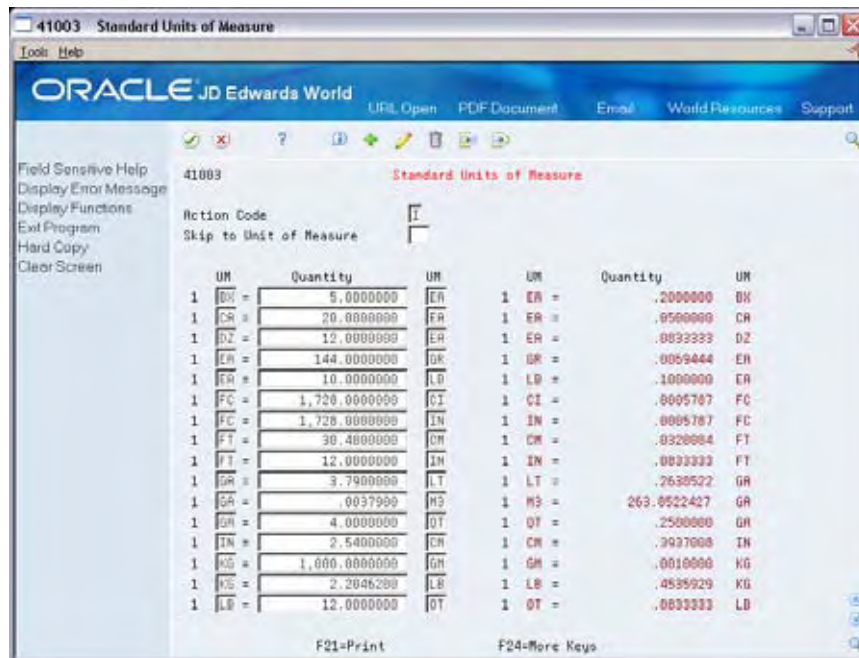 41003 Standard Units of Measure
Tools Help
ORACLE JD Edwards World
URL Open PDF Document Email World Resources Support
Field Sensitive Help
Display Error Message
Display Functions
Exit Program
Hard Copy
Clear Screen
41003 Standard Units of Measure
Action Code I
Skip to Unit of Measure
UM Quantity UM UM Quantity UM
1 BX = 5.0000000 EA 1 EA = .2000000 BX
1 CA = 20.0000000 EA 1 EA = .0500000 CA
1 DZ = 12.0000000 EA 1 EA = .0833333 DZ
1 EA = 144.0000000 GR 1 GR = .0069444 EA
1 EA = 10.0000000 LB 1 LB = .1000000 EA
1 FC = 1,728.0000000 CI 1 CI = .0005787 FC
1 FC = 1,728.0000000 IN 1 IN = .0005787 FC
1 FT = 30.4800000 CM 1 CM = .0328084 FT
1 FT = 12.0000000 IN 1 IN = .0833333 FT
1 GA = 3.7900000 LT 1 LT = .2638522 GA
1 GA = .0037900 M3 1 M3 = 263.8522427 GA
1 GA = 4.0000000 QT 1 QT = .2500000 GA
1 IN = 2.5400000 CM 1 CM = .3937008 IN
1 KG = 1,000.0000000 GM 1 GM = .0010000 KG
1 KG = 2.2046200 LB 1 LB = .4535929 KG
1 LB = 12.0000000 OT 1 OT = .0833333 LB
F21=Print F24=More Keys